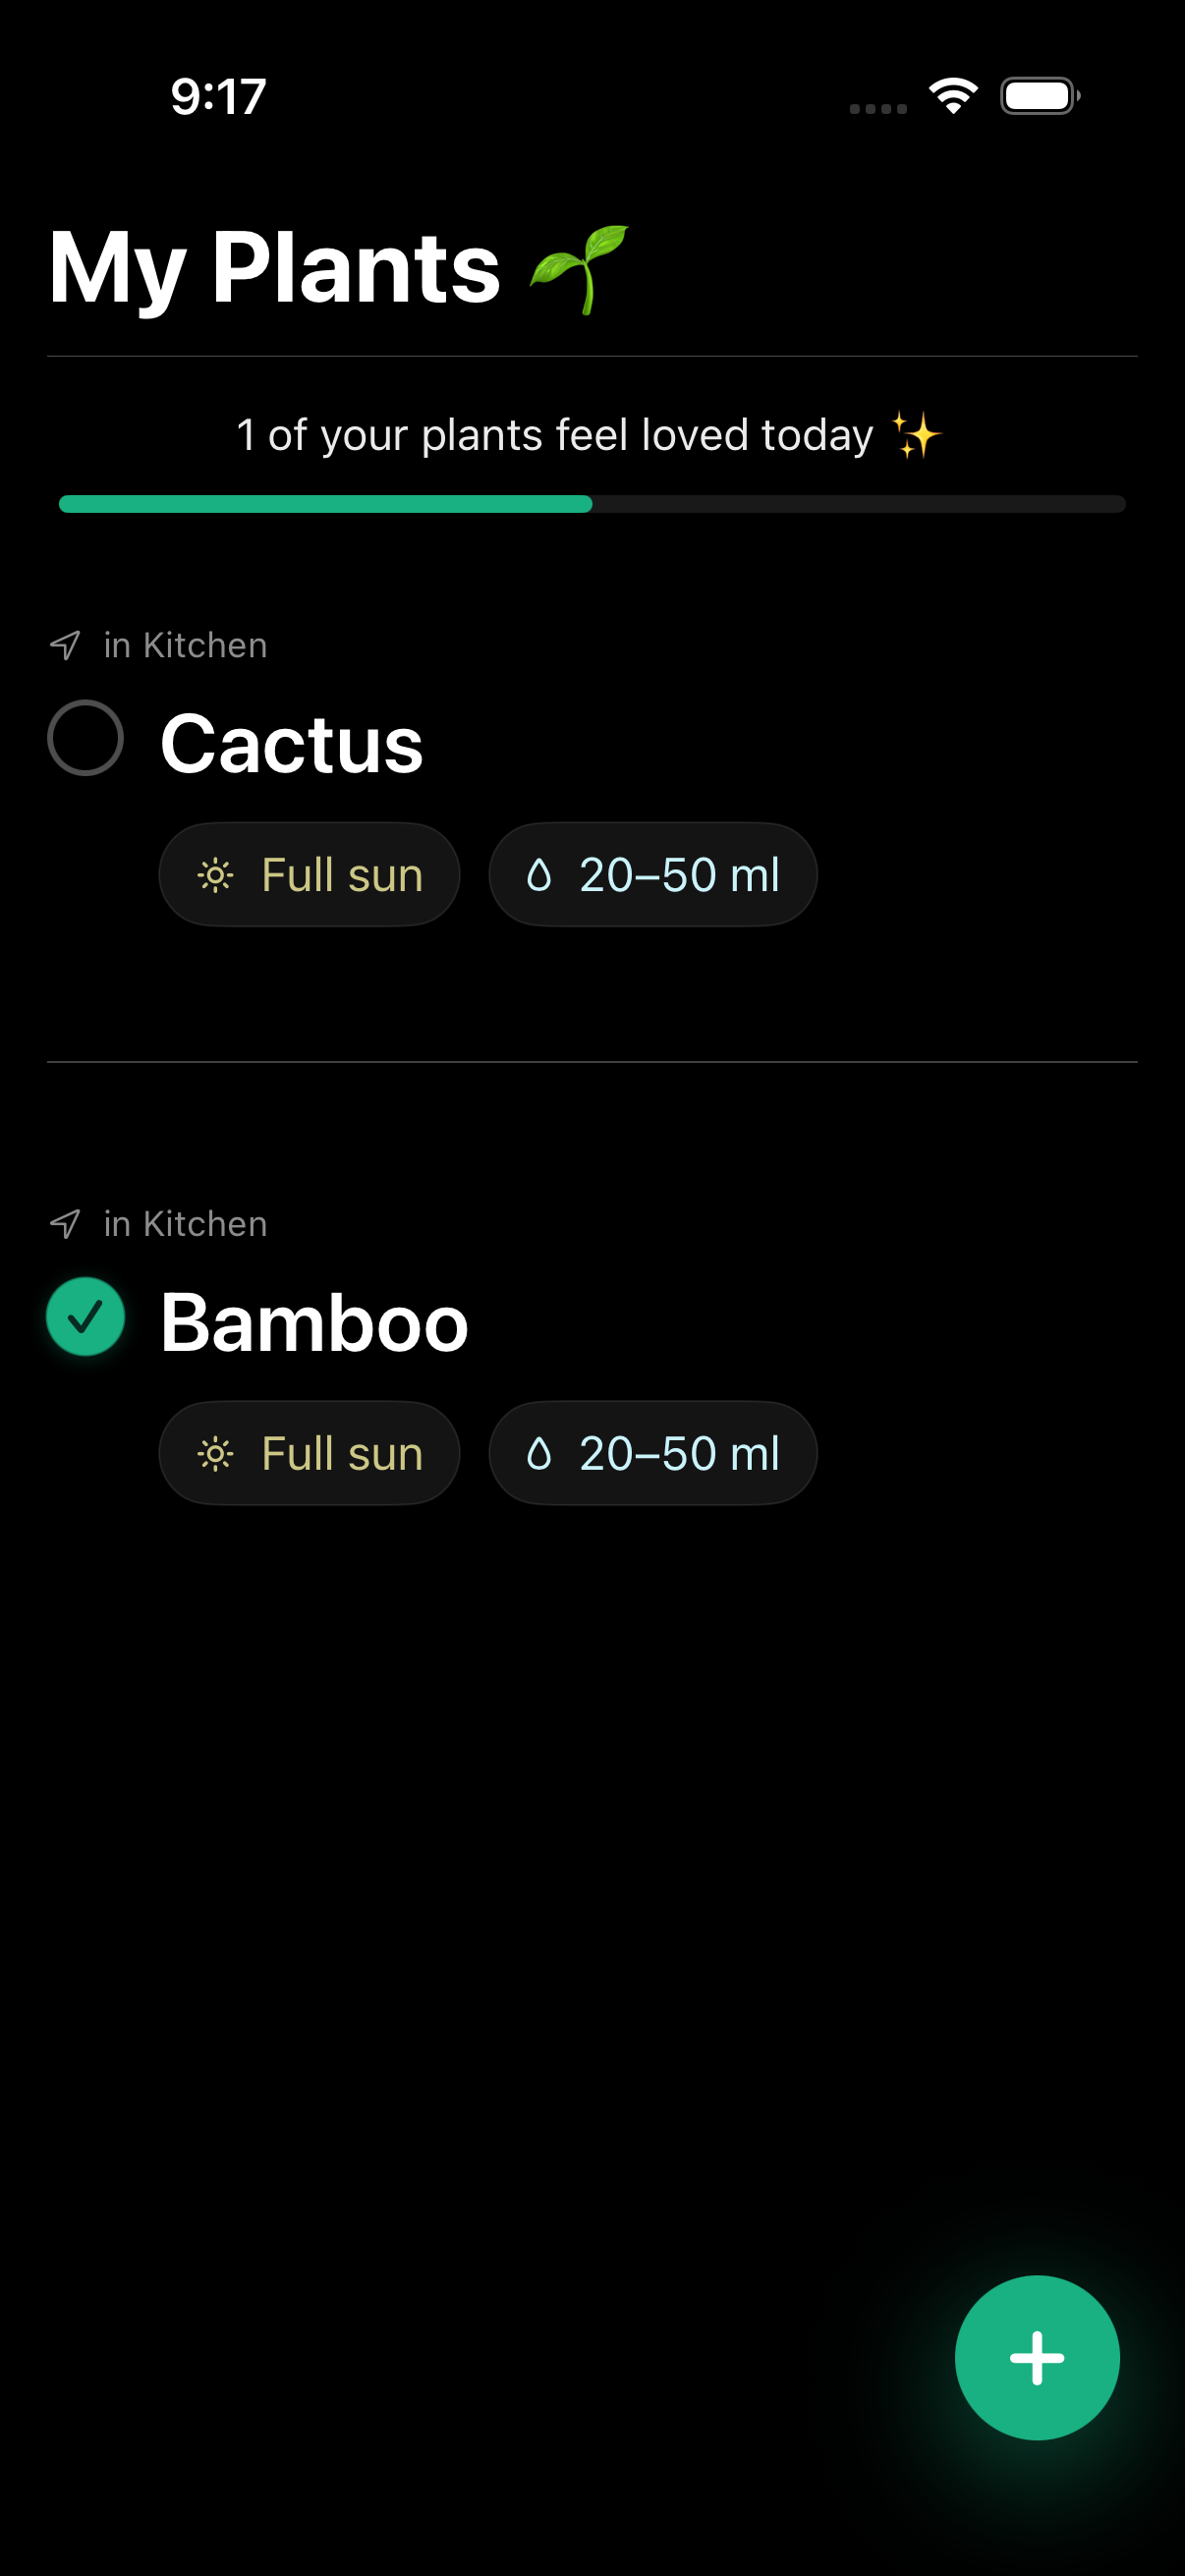 9:17
My Plants 🌱
1 of your plants feel loved today ✨
in Kitchen
Cactus
Full sun 20–50 ml
in Kitchen
Bamboo
Full sun 20–50 ml